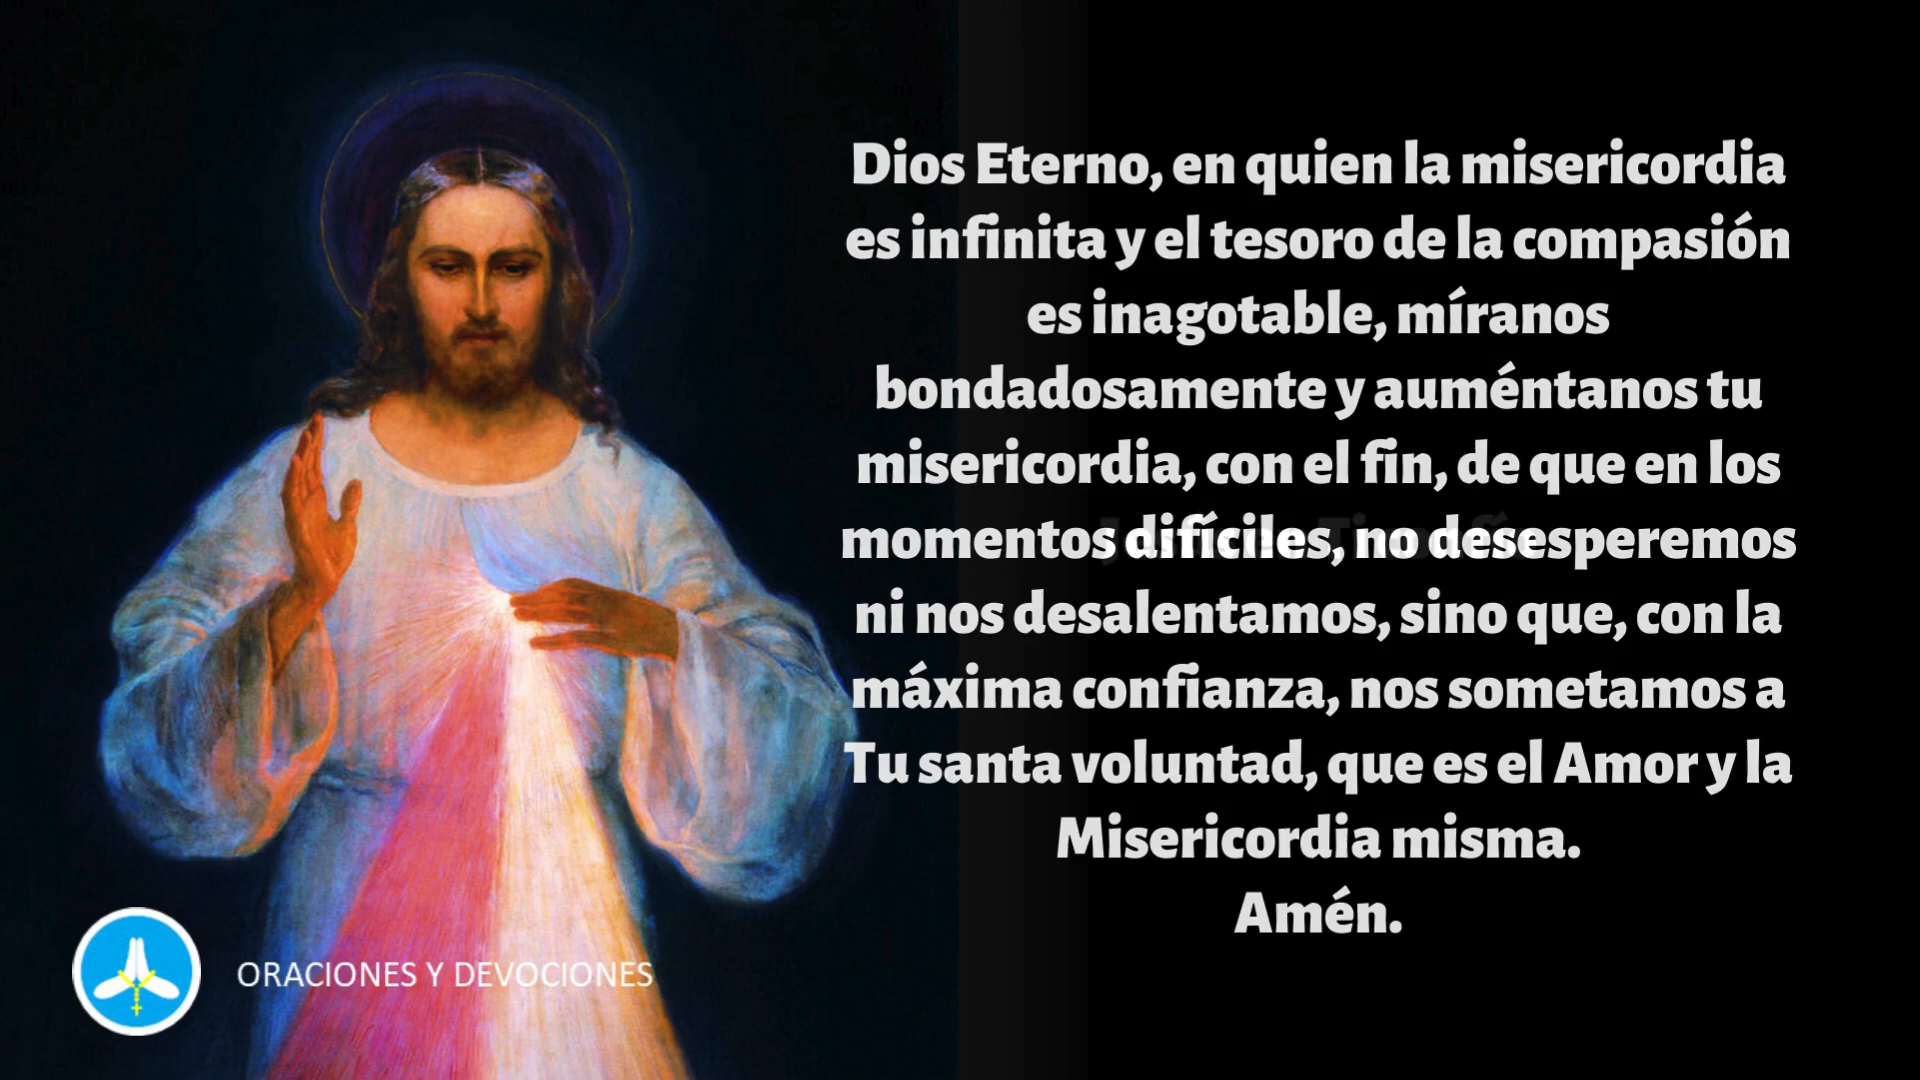 Dios Eterno, en quien la misericordia
es infinita y el tesoro de la compasión
es inagotable, míranos
bondadosamente y auméntanos tu
misericordia, con el fin, de que en los
momentos difíciles, no desesperemos
ni nos desalentamos, sino que, con la
máxima confianza, nos sometamos a
Tu santa voluntad, que es el Amor y la
Misericordia misma.
Amén.
ORACIONES Y DEVOCIONES